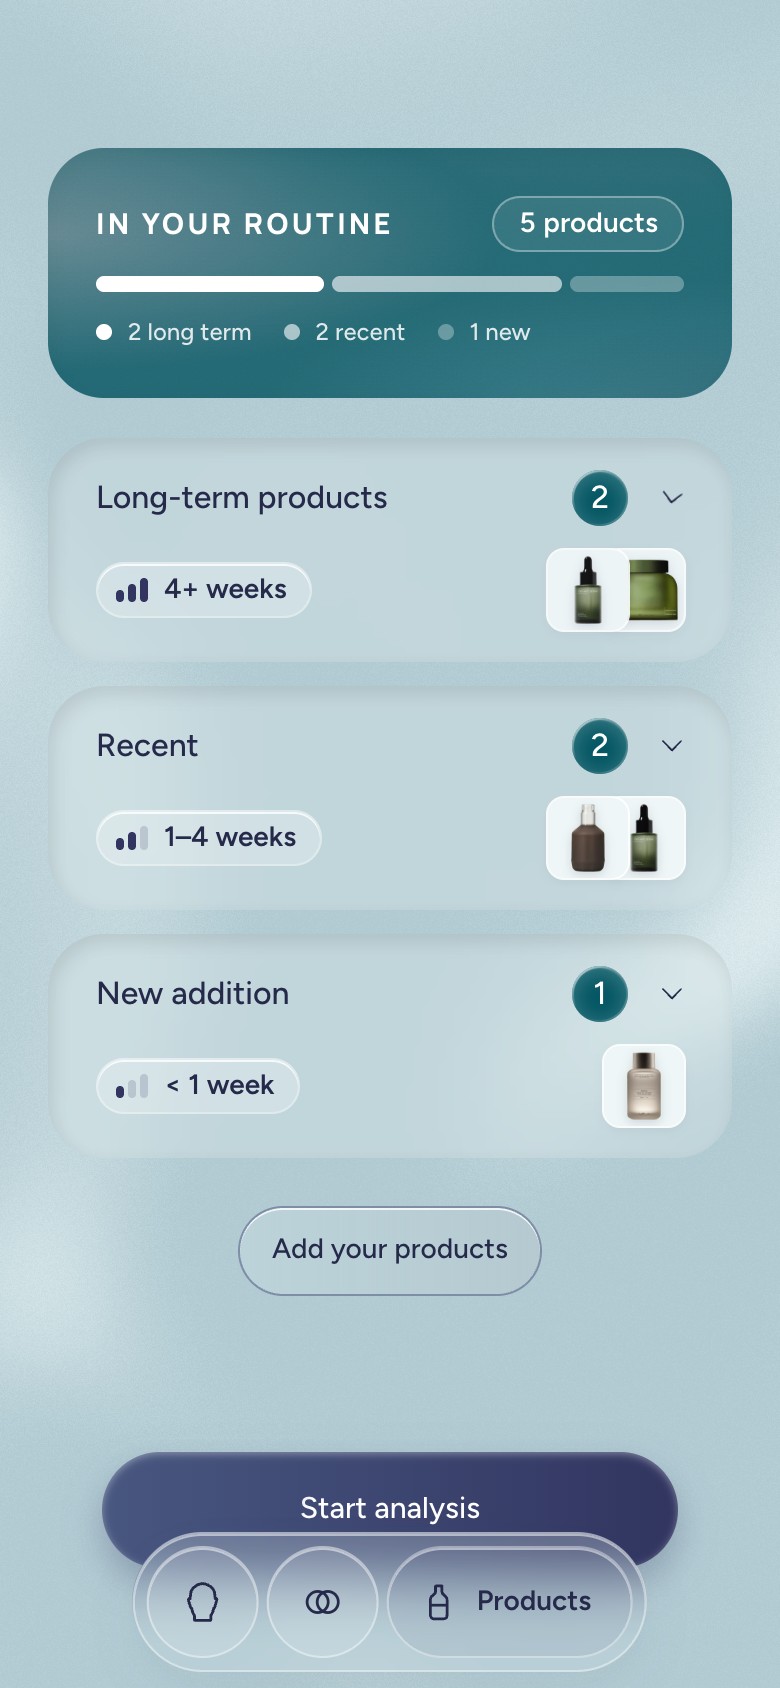 IN YOUR ROUTINE
5 products
2 long term 2 recent 1 new
Long-term products
2
4+ weeks
Recent
2
1–4 weeks
New addition
1
< 1 week
Add your products
Start analysis
Products